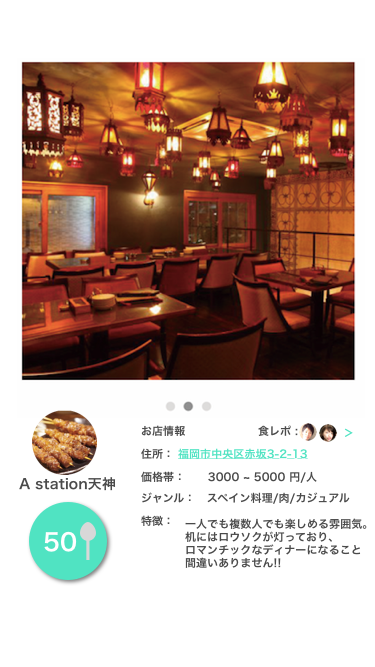 お店情報
食レポ：
>
住所： 福岡市中央区赤坂3-2-13
A station天神
価格帯： 3000 ~ 5000 円/人
ジャンル： スペイン料理/肉/カジュアル
50
特徴： 一人でも複数人でも楽しめる雰囲気。
机にはロウソクが灯っており、
ロマンチックなディナーになること
間違いありません!!